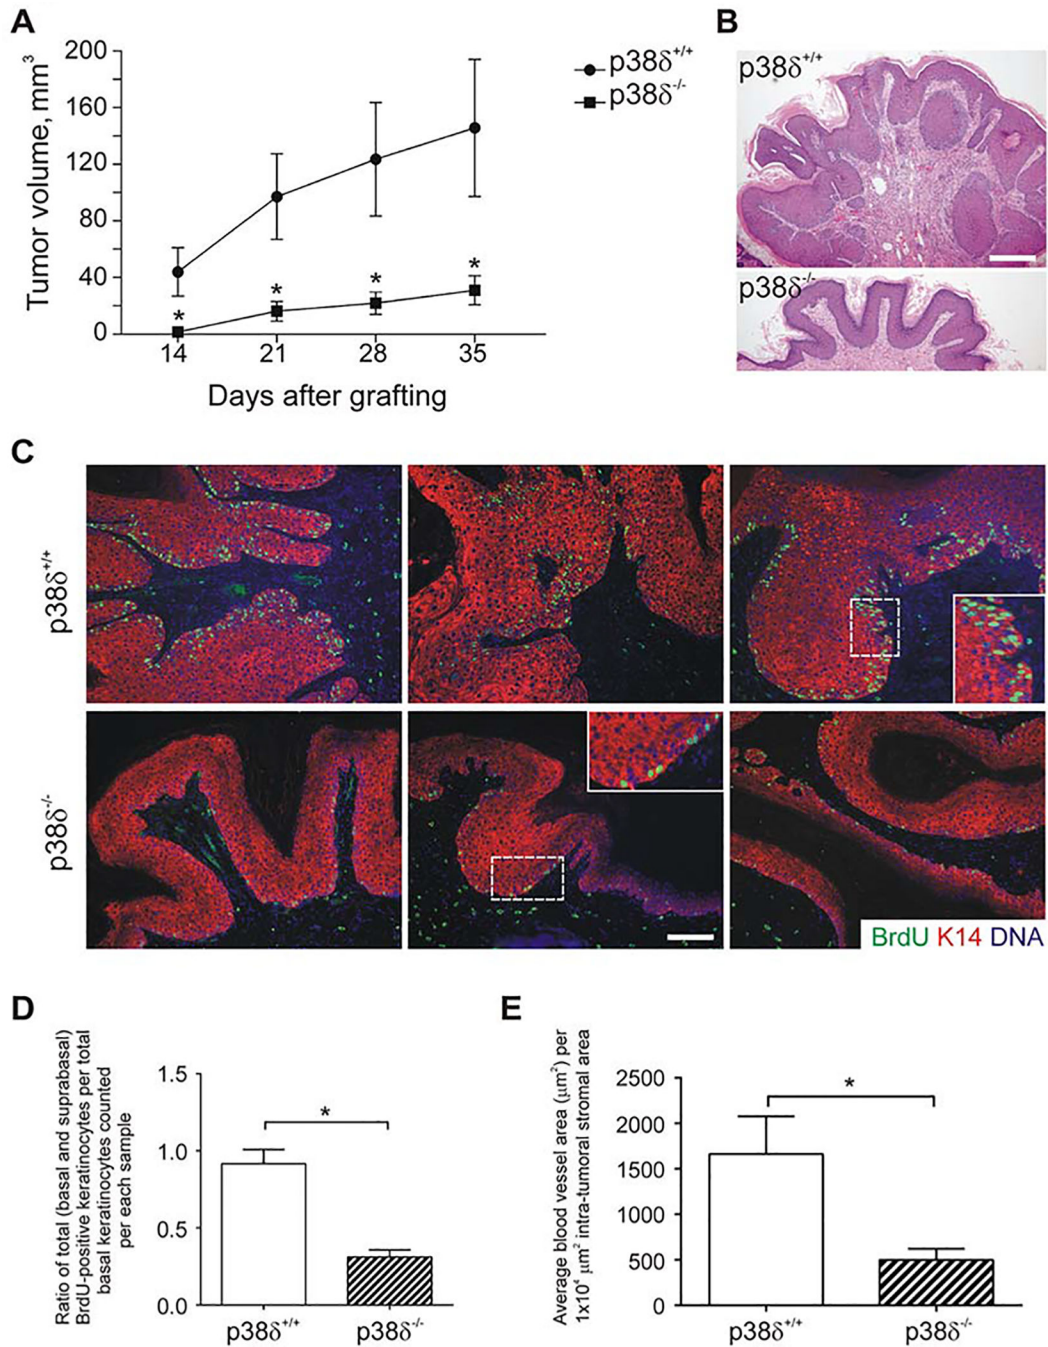 A
Tumor volume, mm³
200
160
120
80
40
0
*
*
*
*
14
21
28
35
Days after grafting
p38δ+/+
p38δ-/-
B
p38δ+/+
p38δ-/-
C
p38δ+/+
p38δ-/-
BrdU K14 DNA
D
Ratio of total (basal and suprabasal)
BrdU-positive keratinocytes per total
basal keratinocytes counted
per each sample
1.5
1.0
0.5
0.0
*
p38δ+/+
p38δ-/-
E
Average blood vessel area (μm²) per
1x10⁴ μm² intra-tumoral stromal area
2500
2000
1500
1000
500
0
*
p38δ+/+
p38δ-/-